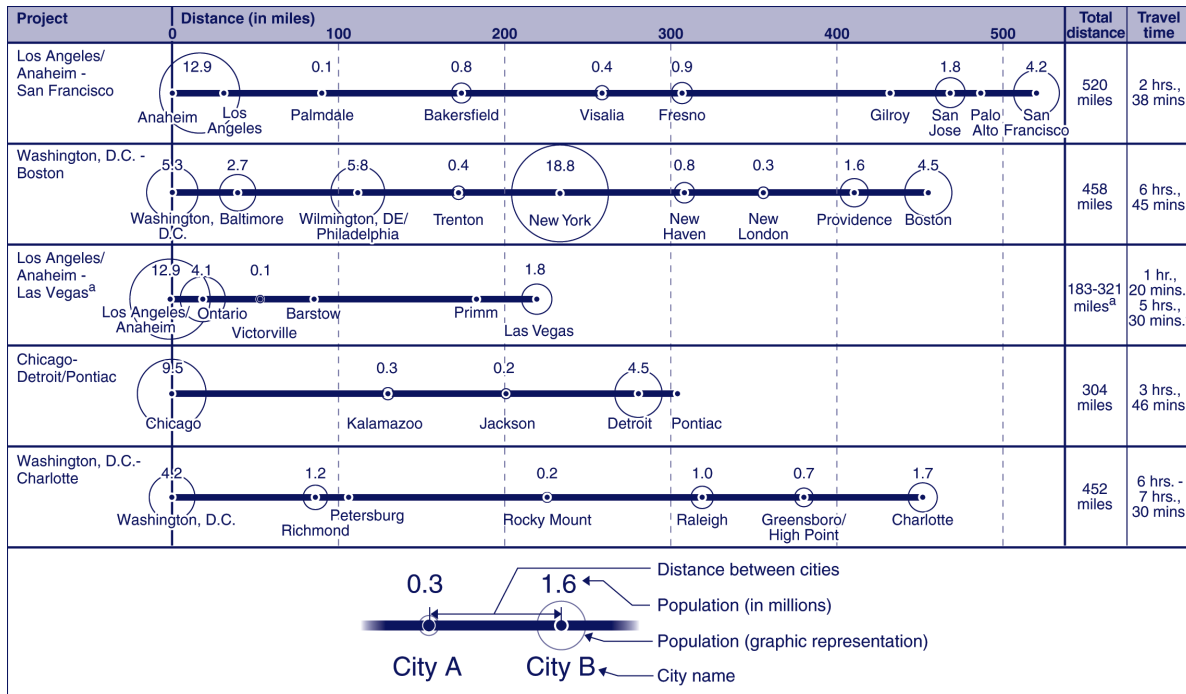 Project
Distance (in miles)
Total distance
Travel time
0 100 200 300 400 500
Los Angeles/
Anaheim -
San Francisco
12.9 0.1 0.8 0.4 0.9 1.8 4.2
Anaheim
Los
Angeles
Palmdale
Bakersfield
Visalia
Fresno
Gilroy
San
Jose
Palo
Alto
San
Francisco
520
miles
2 hrs.,
38 mins
Washington, D.C. -
Boston
5.3 2.7 5.8 0.4 18.8 0.8 0.3 1.6 4.5
Washington,
D.C.
Baltimore
Wilmington, DE/
Philadelphia
Trenton
New York
New
Haven
New
London
Providence
Boston
458
miles
6 hrs.,
45 mins
Los Angeles/
Anaheim -
Las Vegasa
12.9 4.1 0.1 1.8
Los Angeles/
Anaheim
Ontario
Victorville
Barstow
Primm
Las Vegas
183-321
milesa
1 hr.,
20 mins.-
5 hrs.,
30 mins.
Chicago-
Detroit/Pontiac
9.5 0.3 0.2 4.5
Chicago
Kalamazoo
Jackson
Detroit
Pontiac
304
miles
3 hrs.,
46 mins
Washington, D.C.-
Charlotte
4.2 1.2 0.2 1.0 0.7 1.7
Washington, D.C.
Richmond
Petersburg
Rocky Mount
Raleigh
Greensboro/
High Point
Charlotte
452
miles
6 hrs. -
7 hrs.,
30 mins
0.3 1.6
Distance between cities
Population (in millions)
Population (graphic representation)
City A City B
City name